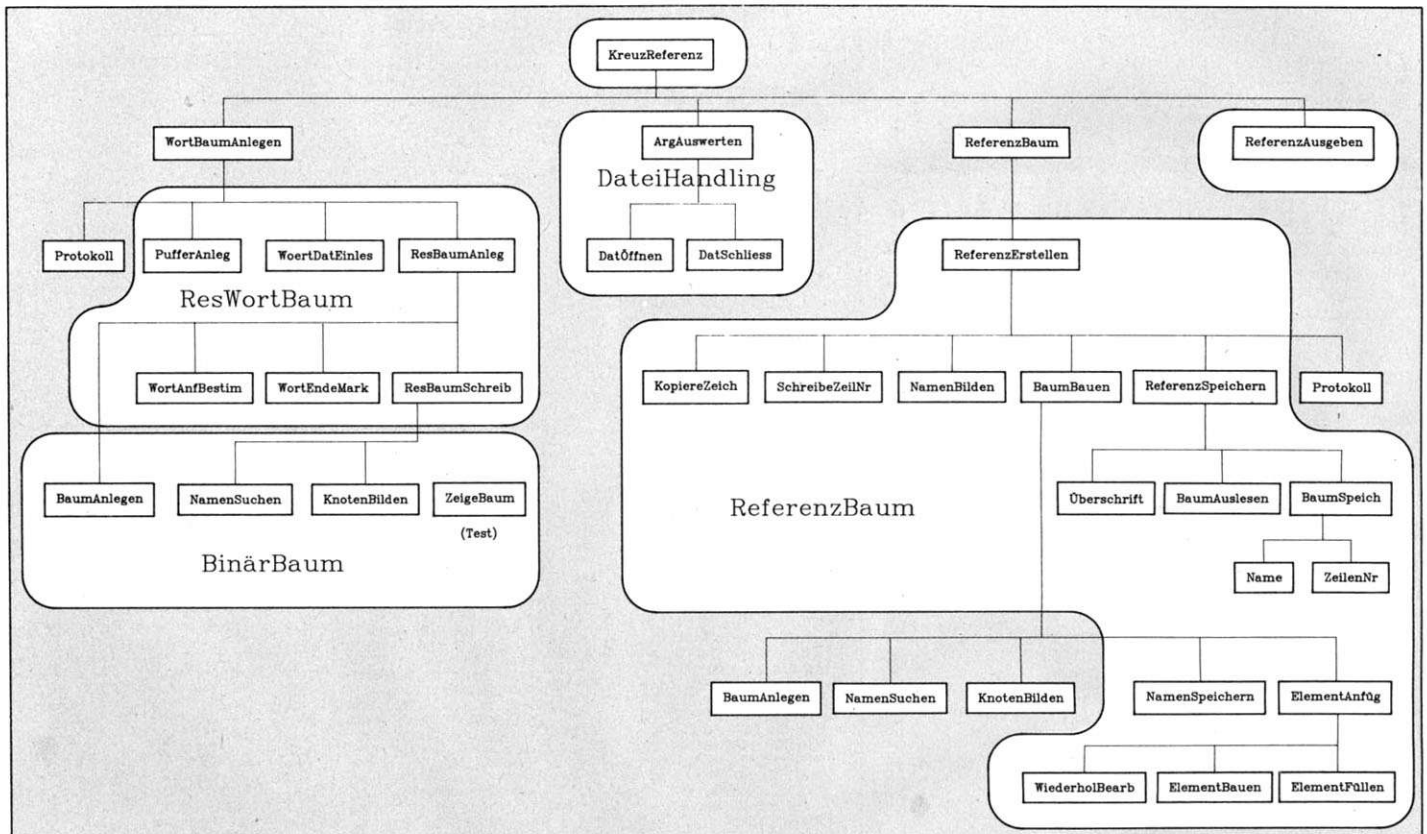 KreuzReferenz
WortBaumAnlegen
ArgAuswerten
ReferenzBaum
ReferenzAusgeben
DateiHandling
Protokoll
PufferAnleg
WoertDatEinles
ResBaumAnleg
DatÖffnen
DatSchliess
ReferenzErstellen
ResWortBaum
WortAnfBestim
WortEndeMark
ResBaumSchreib
KopiereZeich
SchreibeZeilNr
NamenBilden
BaumBauen
ReferenzSpeichern
Protokoll
BaumAnlegen
NamenSuchen
KnotenBilden
ZeigeBaum
(Test)
BinärBaum
ReferenzBaum
Überschrift
BaumAuslesen
BaumSpeich
Name
ZeilenNr
BaumAnlegen
NamenSuchen
KnotenBilden
NamenSpeichern
ElementAnfüg
WiederholBearb
ElementBauen
ElementFüllen